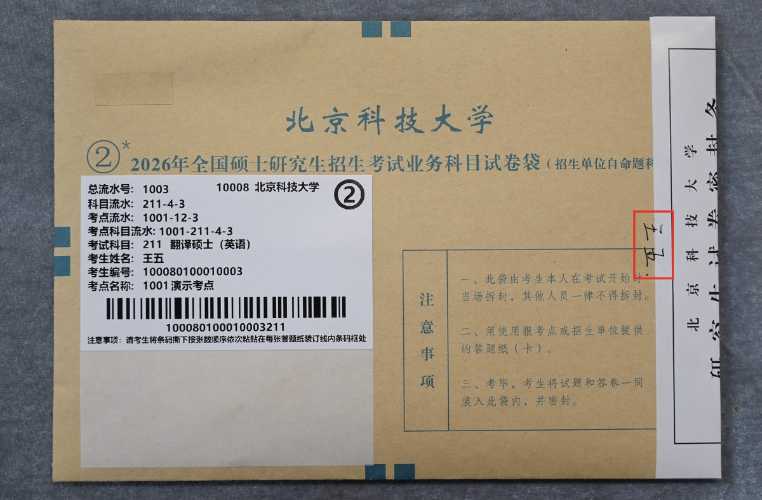 北京科技大学
②*
2026年全国硕士研究生招生考试业务科目试卷袋（招生单位自命题科
总流水号: 1003 10008 北京科技大学 ②
科目流水: 211-4-3
考点流水: 1001-12-3
考点科目流水: 1001-211-4-3
考试科目: 211 翻译硕士（英语）
考生姓名: 王五
考生编号: 100080100010003
考点名称: 1001 演示考点
100080100010003211
注意事项: 请考生将条码撕下按张数顺序依次粘贴在每张答题纸装订线内条码框处
注意事项
一、此袋由考生本人在考试开始时
当场拆封，其他人员一律不得拆封。
二、用使用报考点或招生单位提供
的答题纸（卡）。
三、考毕，考生将试题和答卷一同
装入此袋内，并密封。
王五
北京科技大学
研究生试卷密封条